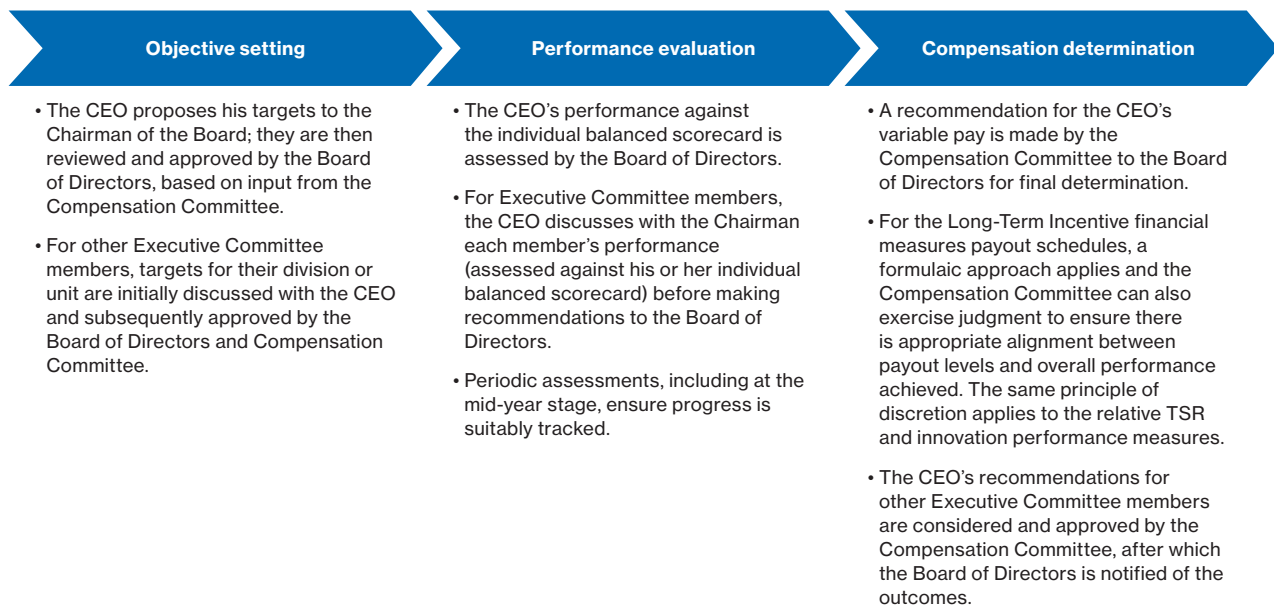 Objective setting
• The CEO proposes his targets to the
Chairman of the Board; they are then
reviewed and approved by the Board
of Directors, based on input from the
Compensation Committee.
• For other Executive Committee
members, targets for their division or
unit are initially discussed with the CEO
and subsequently approved by the
Board of Directors and Compensation
Committee.
Performance evaluation
• The CEO’s performance against
the individual balanced scorecard is
assessed by the Board of Directors.
• For Executive Committee members,
the CEO discusses with the Chairman
each member’s performance
(assessed against his or her individual
balanced scorecard) before making
recommendations to the Board of
Directors.
• Periodic assessments, including at the
mid-year stage, ensure progress is
suitably tracked.
Compensation determination
• A recommendation for the CEO’s
variable pay is made by the
Compensation Committee to the Board
of Directors for final determination.
• For the Long-Term Incentive financial
measures payout schedules, a
formulaic approach applies and the
Compensation Committee can also
exercise judgment to ensure there
is appropriate alignment between
payout levels and overall performance
achieved. The same principle of
discretion applies to the relative TSR
and innovation performance measures.
• The CEO’s recommendations for
other Executive Committee members
are considered and approved by the
Compensation Committee, after which
the Board of Directors is notified of the
outcomes.